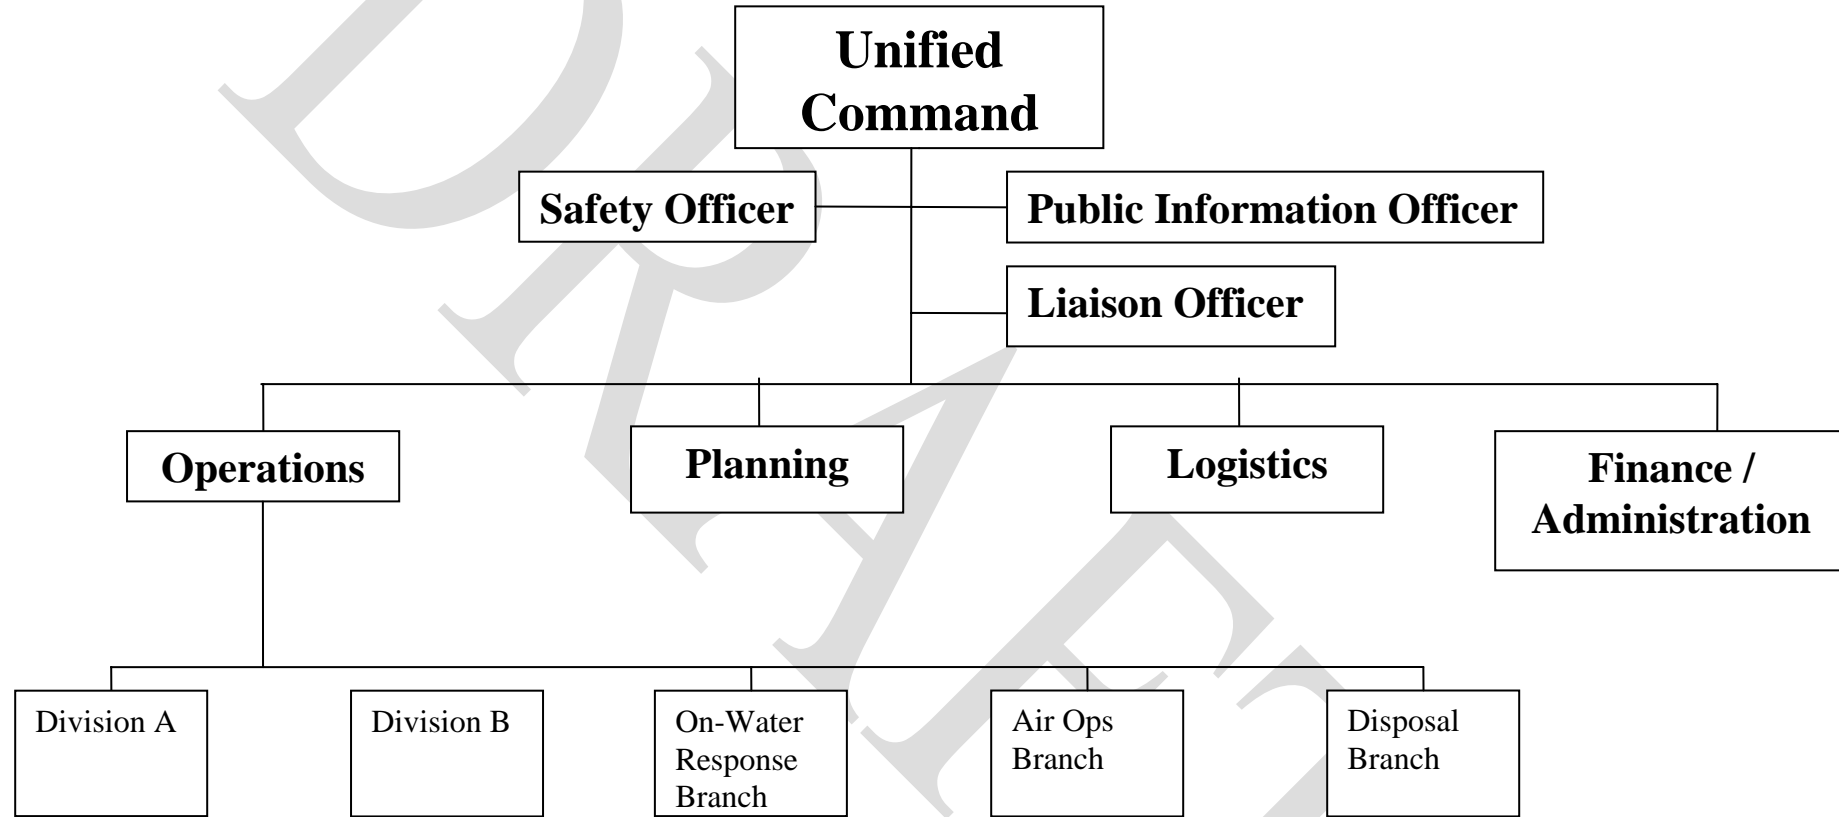 Unified
Command
Safety Officer
Public Information Officer
Liaison Officer
Operations
Planning
Logistics
Finance /
Administration
Division A
Division B
On-Water
Response
Branch
Air Ops
Branch
Disposal
Branch
DRAFT